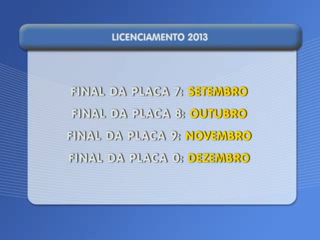 LICENCIAMENTO 2013
FINAL DA PLACA 7: SETEMBRO
FINAL DA PLACA 8: OUTUBRO
FINAL DA PLACA 9: NOVEMBRO
FINAL DA PLACA 0: DEZEMBRO